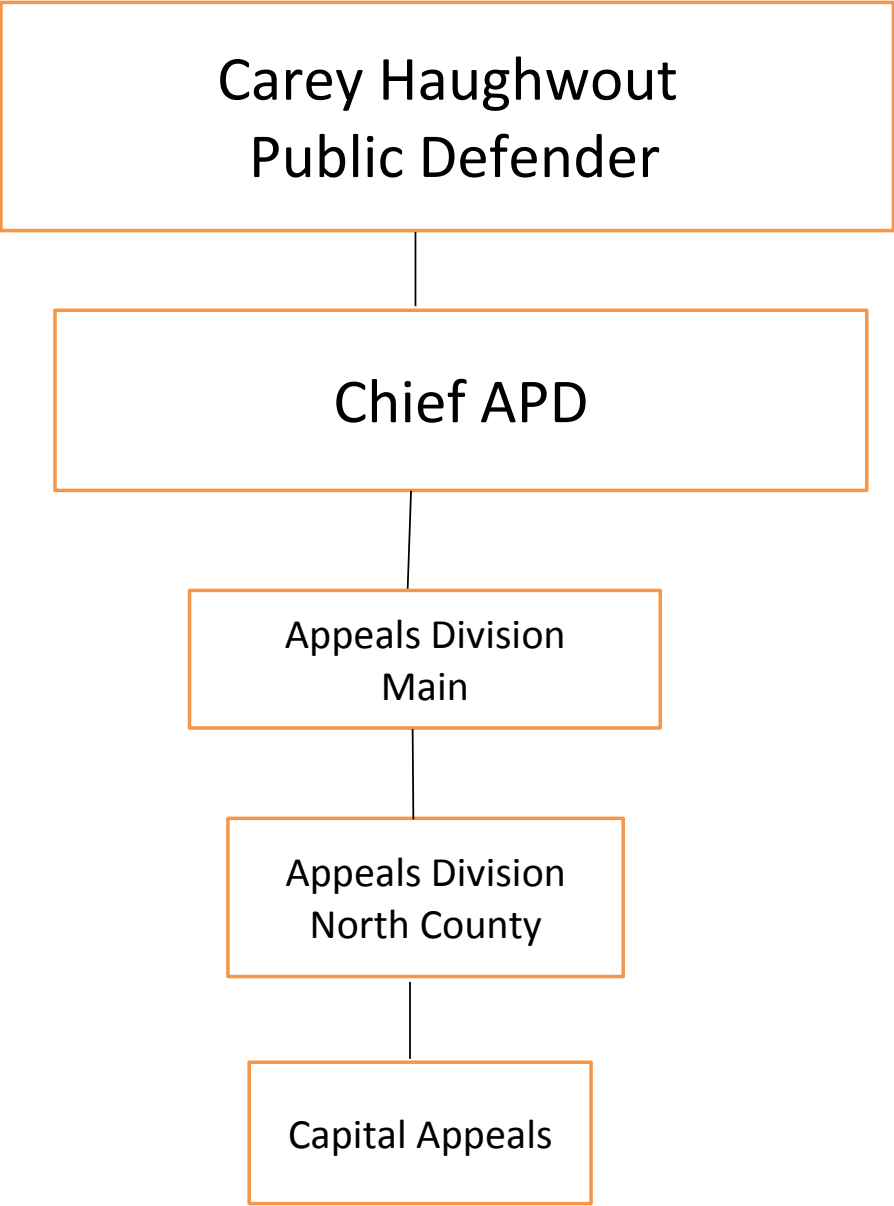 Carey Haughwout
Public Defender
Chief APD
Appeals Division
Main
Appeals Division
North County
Capital Appeals